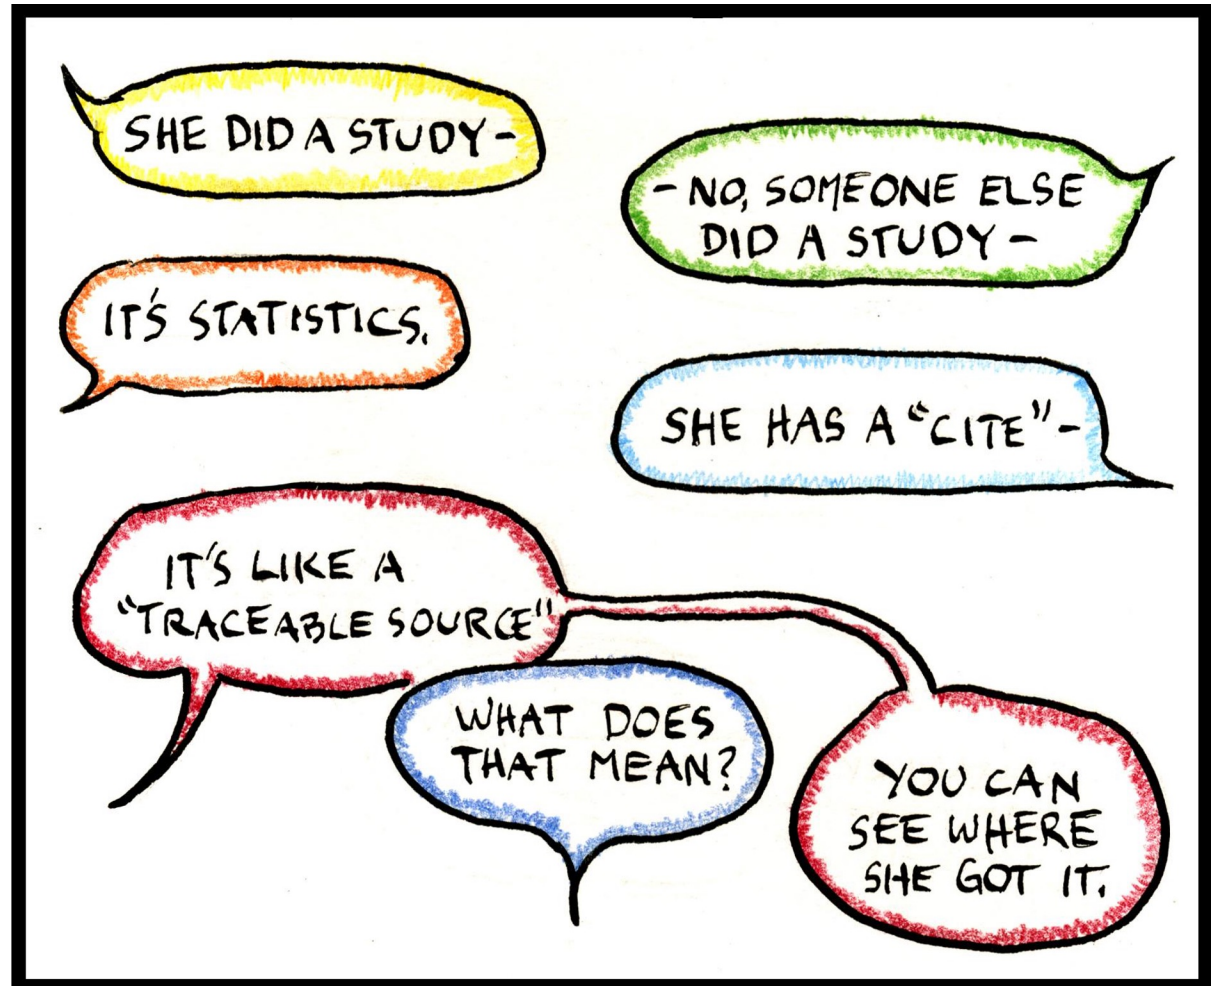 SHE DID A STUDY-
- NO, SOMEONE ELSE
DID A STUDY -
IT'S STATISTICS.
SHE HAS A "CITE"-
IT'S LIKE A
"TRACEABLE SOURCE"
WHAT DOES
THAT MEAN?
YOU CAN
SEE WHERE
SHE GOT IT.